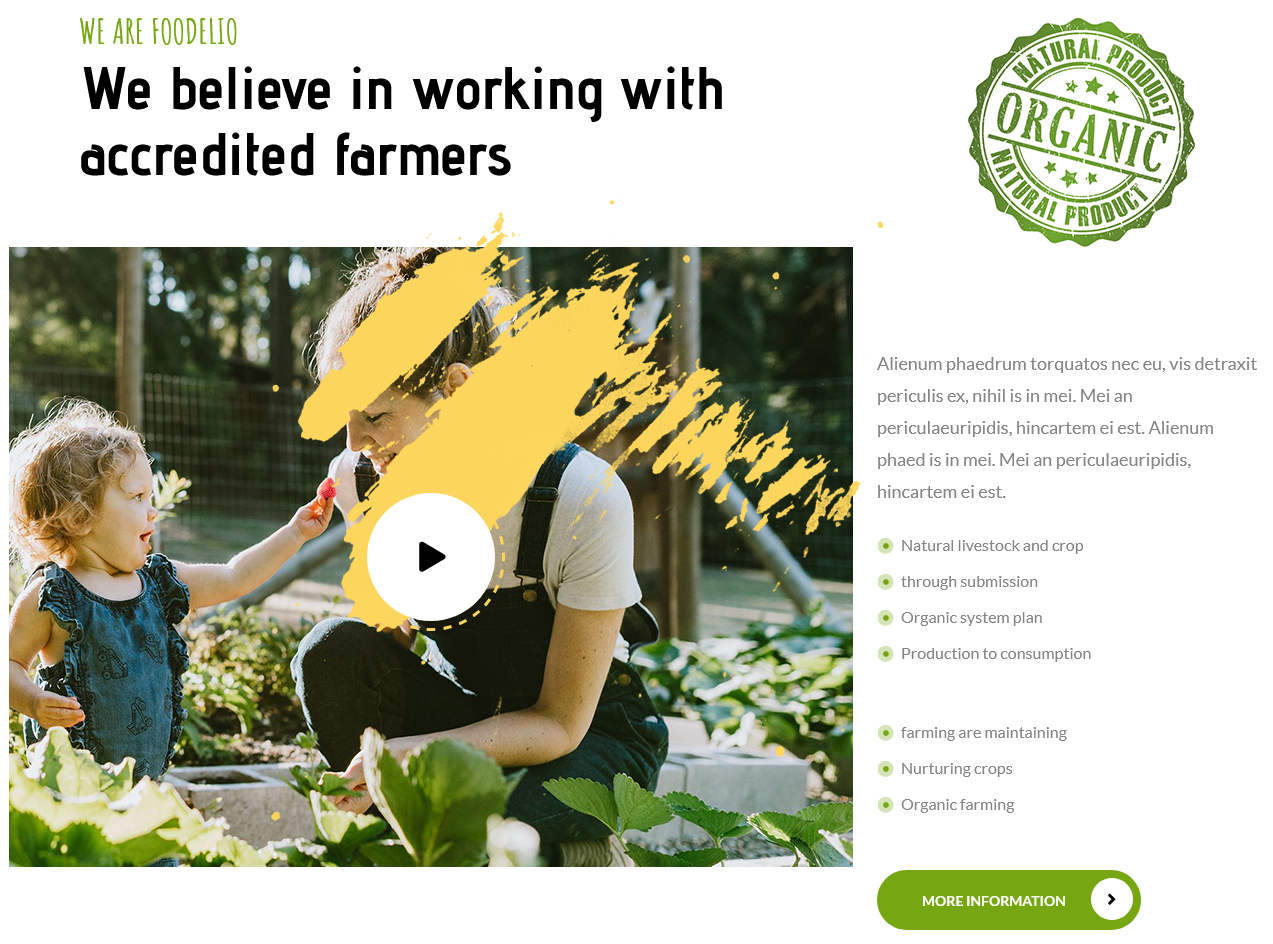 WE ARE FOODELIO
We believe in working with
accredited farmers
NATURAL PRODUCT
ORGANIC
NATURAL PRODUCT
Alienum phaedrum torquatos nec eu, vis detraxit
periculis ex, nihil is in mei. Mei an
periculaeuripidis, hincartem ei est. Alienum
phaed is in mei. Mei an periculaeuripidis,
hincartem ei est.
Natural livestock and crop
through submission
Organic system plan
Production to consumption
farming are maintaining
Nurturing crops
Organic farming
MORE INFORMATION